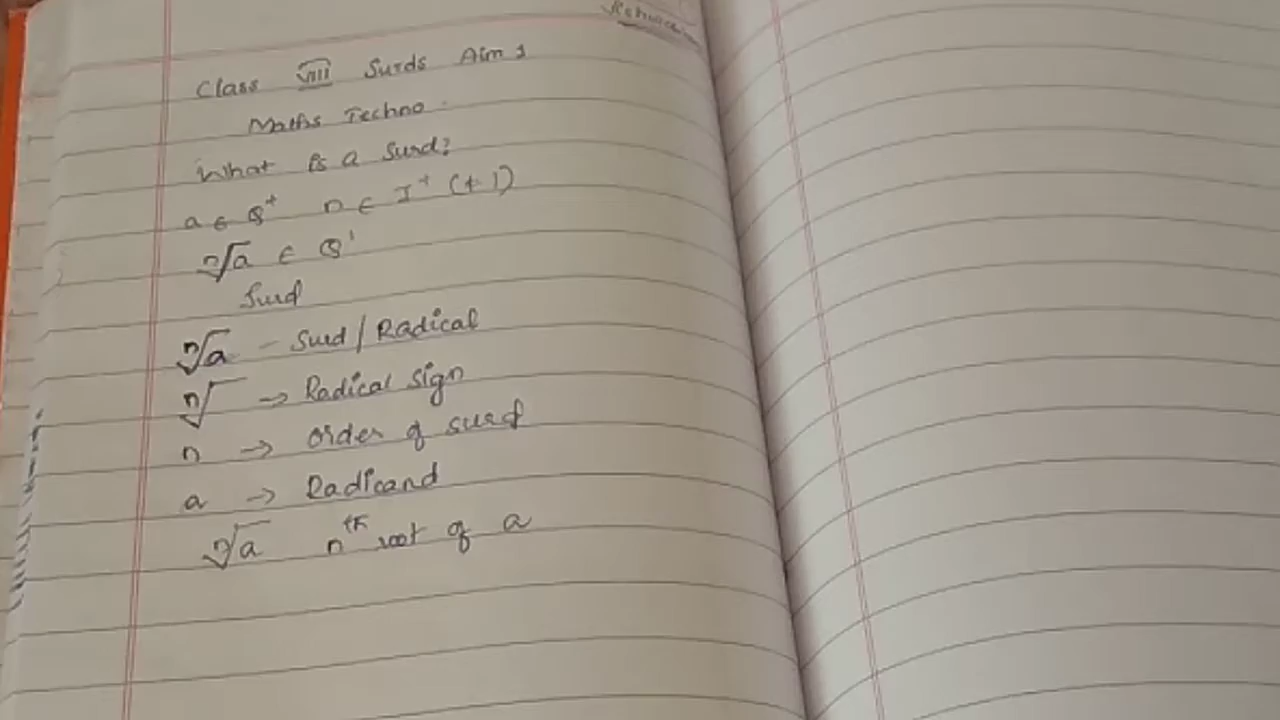 Class VIII Surds Aim 1
Maths Techno.
What is a Surd?
a ∈ Q⁺ n ∈ I⁺ (≠ 1)
ⁿ√a ∈ Q'
Surd
ⁿ√a – Surd / Radical
ⁿ√ → Radical sign
n → order of surd
a → Radicand
ⁿ√a nᵗʰ root of a